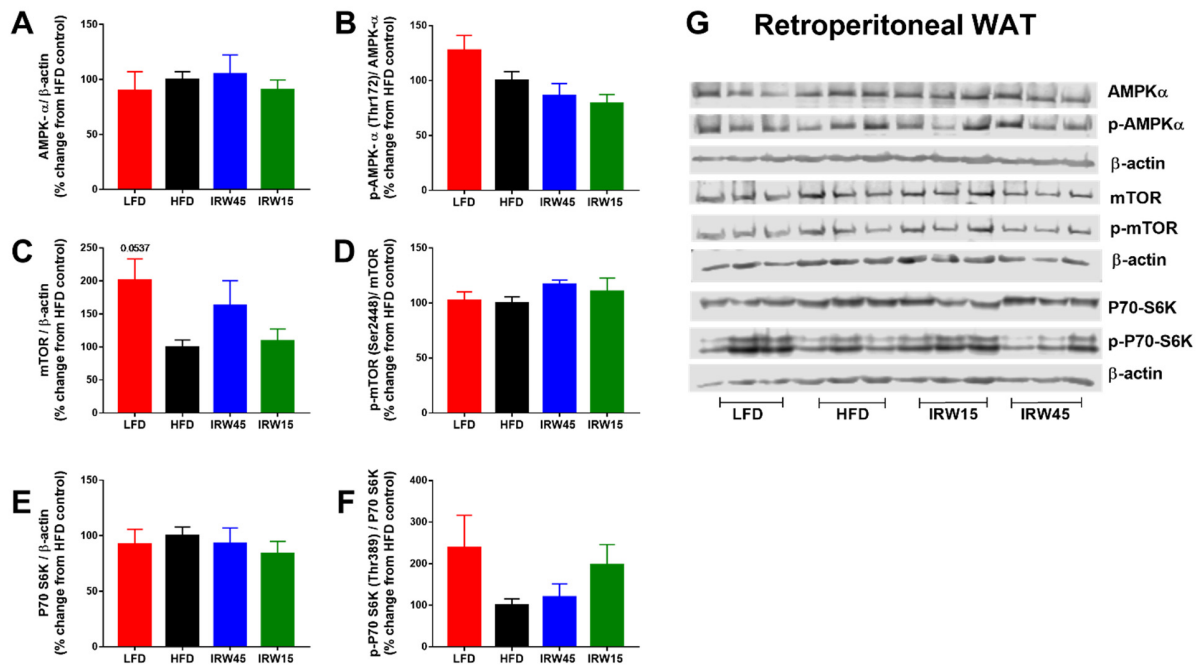 A
AMPK- α/ β-actin
(% change from HFD control)
150
100
50
0
LFD HFD IRW45 IRW15
B
p-AMPK- α (Thr172)/ AMPK-α
(% change from HFD control)
150
100
50
0
LFD HFD IRW45 IRW15
C
mTOR / β-actin
(% change from HFD control)
250
200
150
100
50
0
0.0537
LFD HFD IRW45 IRW15
D
p-mTOR (Ser2448)/ mTOR
(% change from HFD control)
150
100
50
0
LFD HFD IRW45 IRW15
E
P70 S6K / β-actin
(% change from HFD control)
150
100
50
0
LFD HFD IRW45 IRW15
F
p-P70 S6K (Thr389) / P70 S6K
(% change from HFD control)
400
300
200
100
0
LFD HFD IRW45 IRW15
G Retroperitoneal WAT
AMPKα
p-AMPKα
β-actin
mTOR
p-mTOR
β-actin
P70-S6K
p-P70-S6K
β-actin
LFD HFD IRW15 IRW45